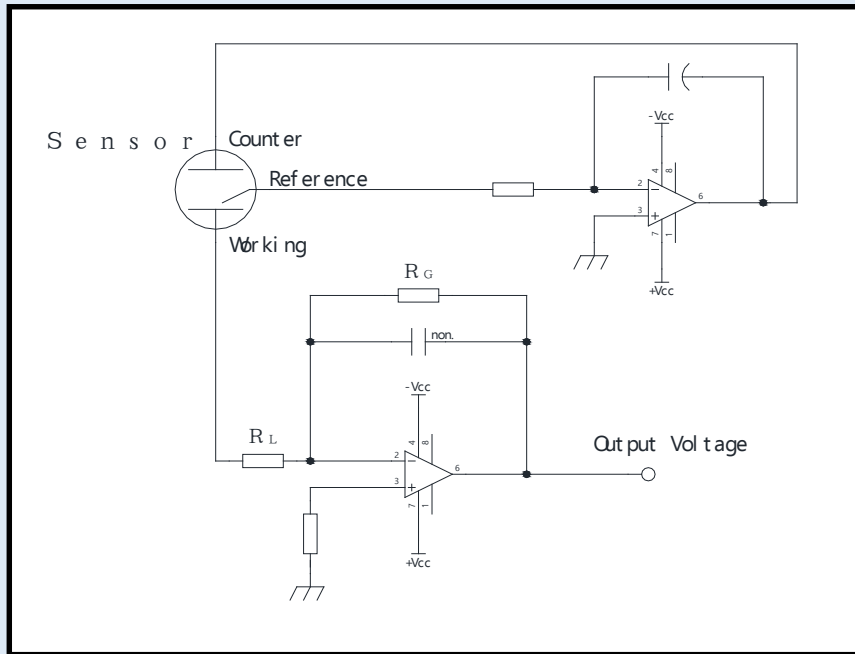 Sensor
Counter
Reference
Working
-Vcc
4
8
2
3
6
7
1
+Vcc
RG
non.
-Vcc
RL
4
8
2
3
6
7
1
+Vcc
Output Voltage